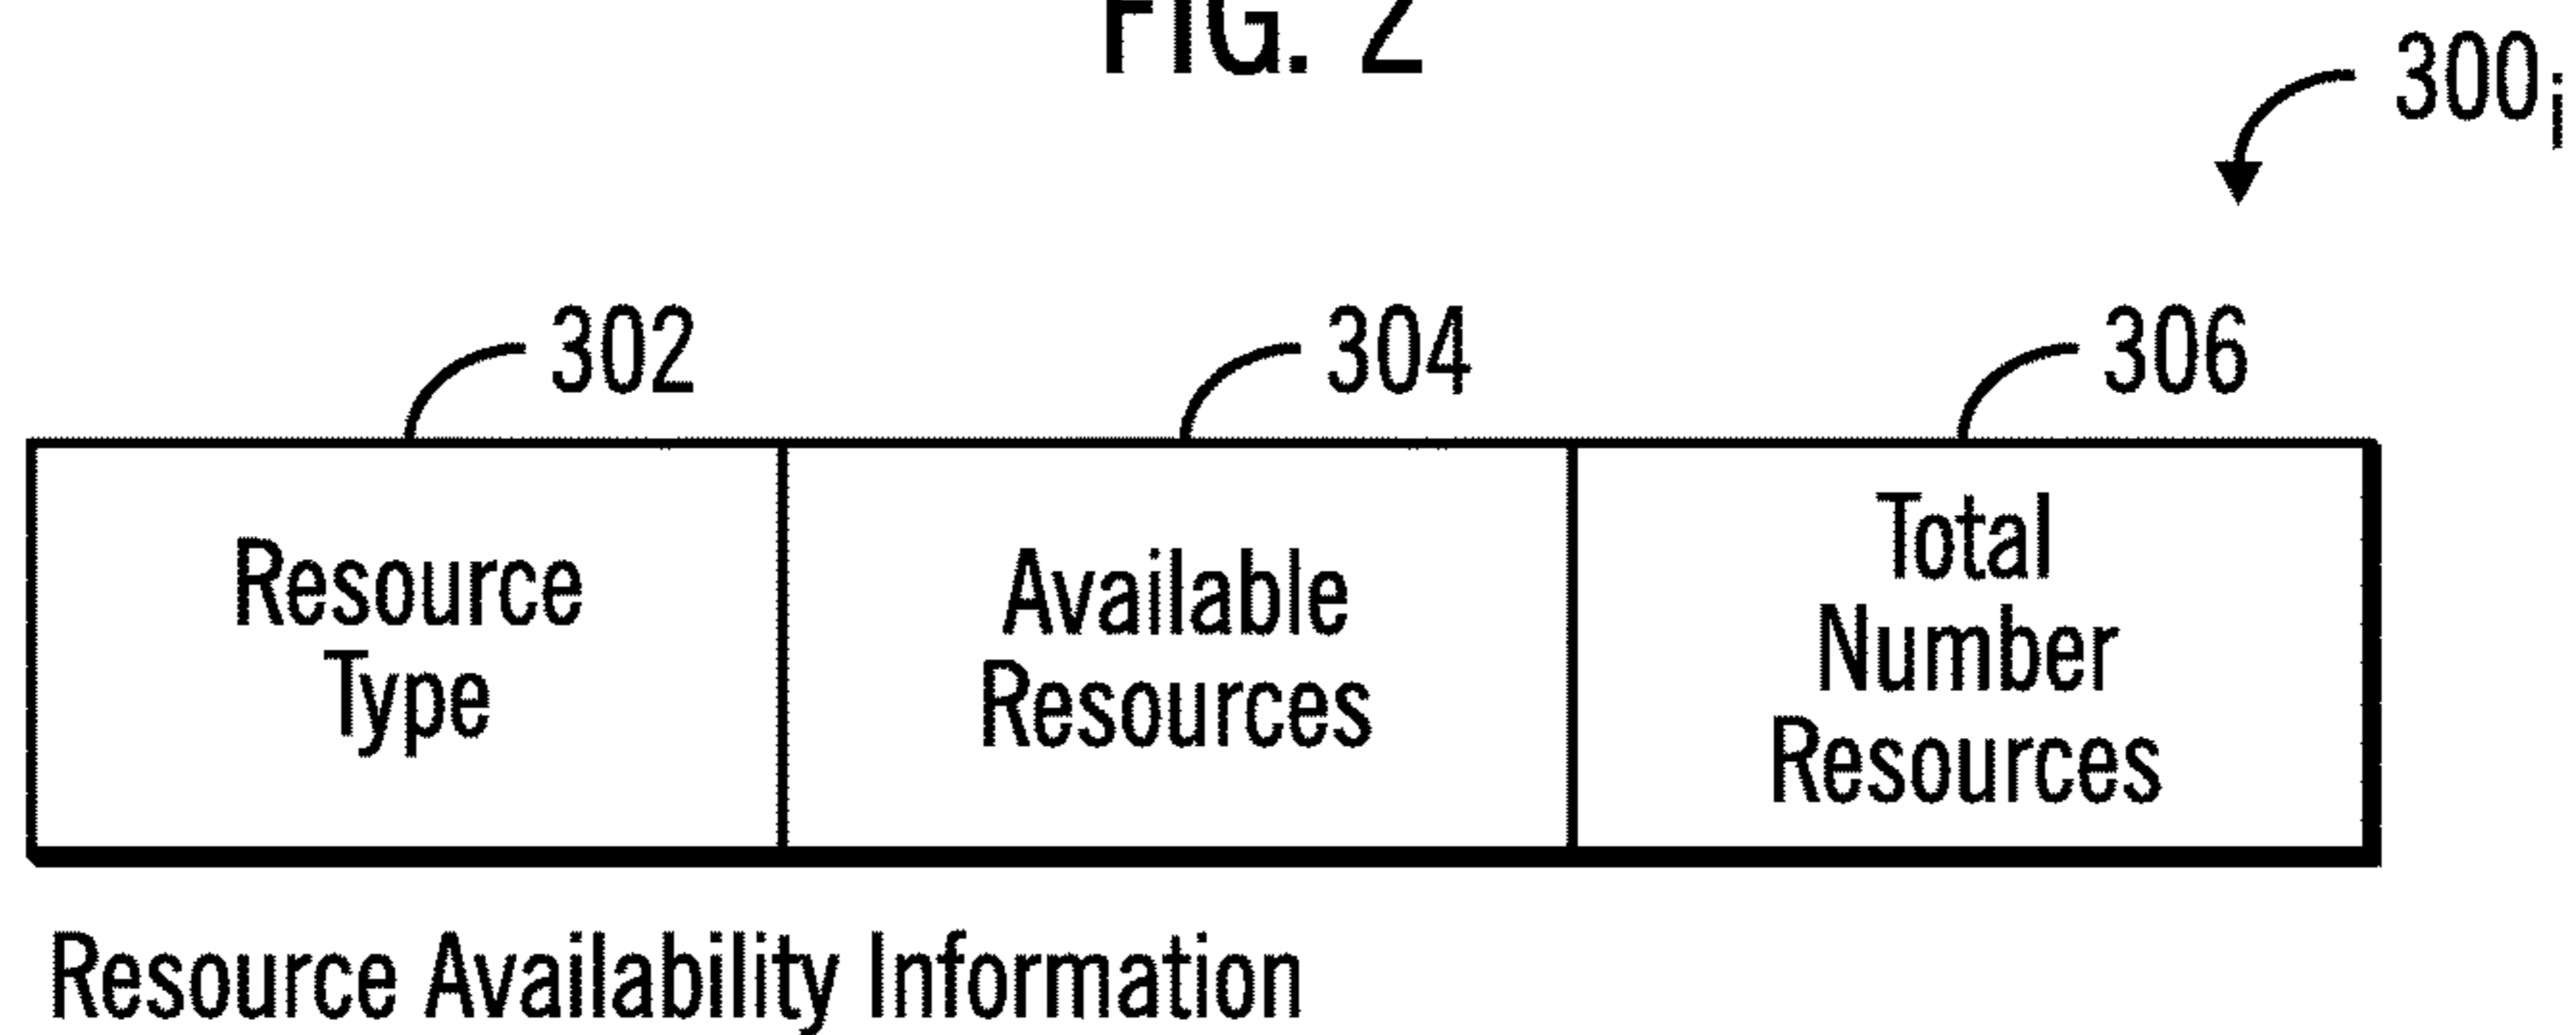 FIG. 2
300i
302
304
306
Resource
Type
Available
Resources
Total
Number
Resources
Resource Availability Information